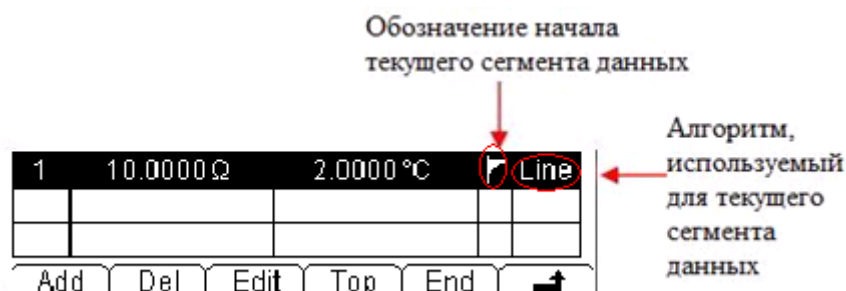 Обозначение начала
текущего сегмента данных
Алгоритм,
используемый
для текущего
сегмента
данных
1 10.0000Ω 2.0000°C Line
Add Del Edit Top End